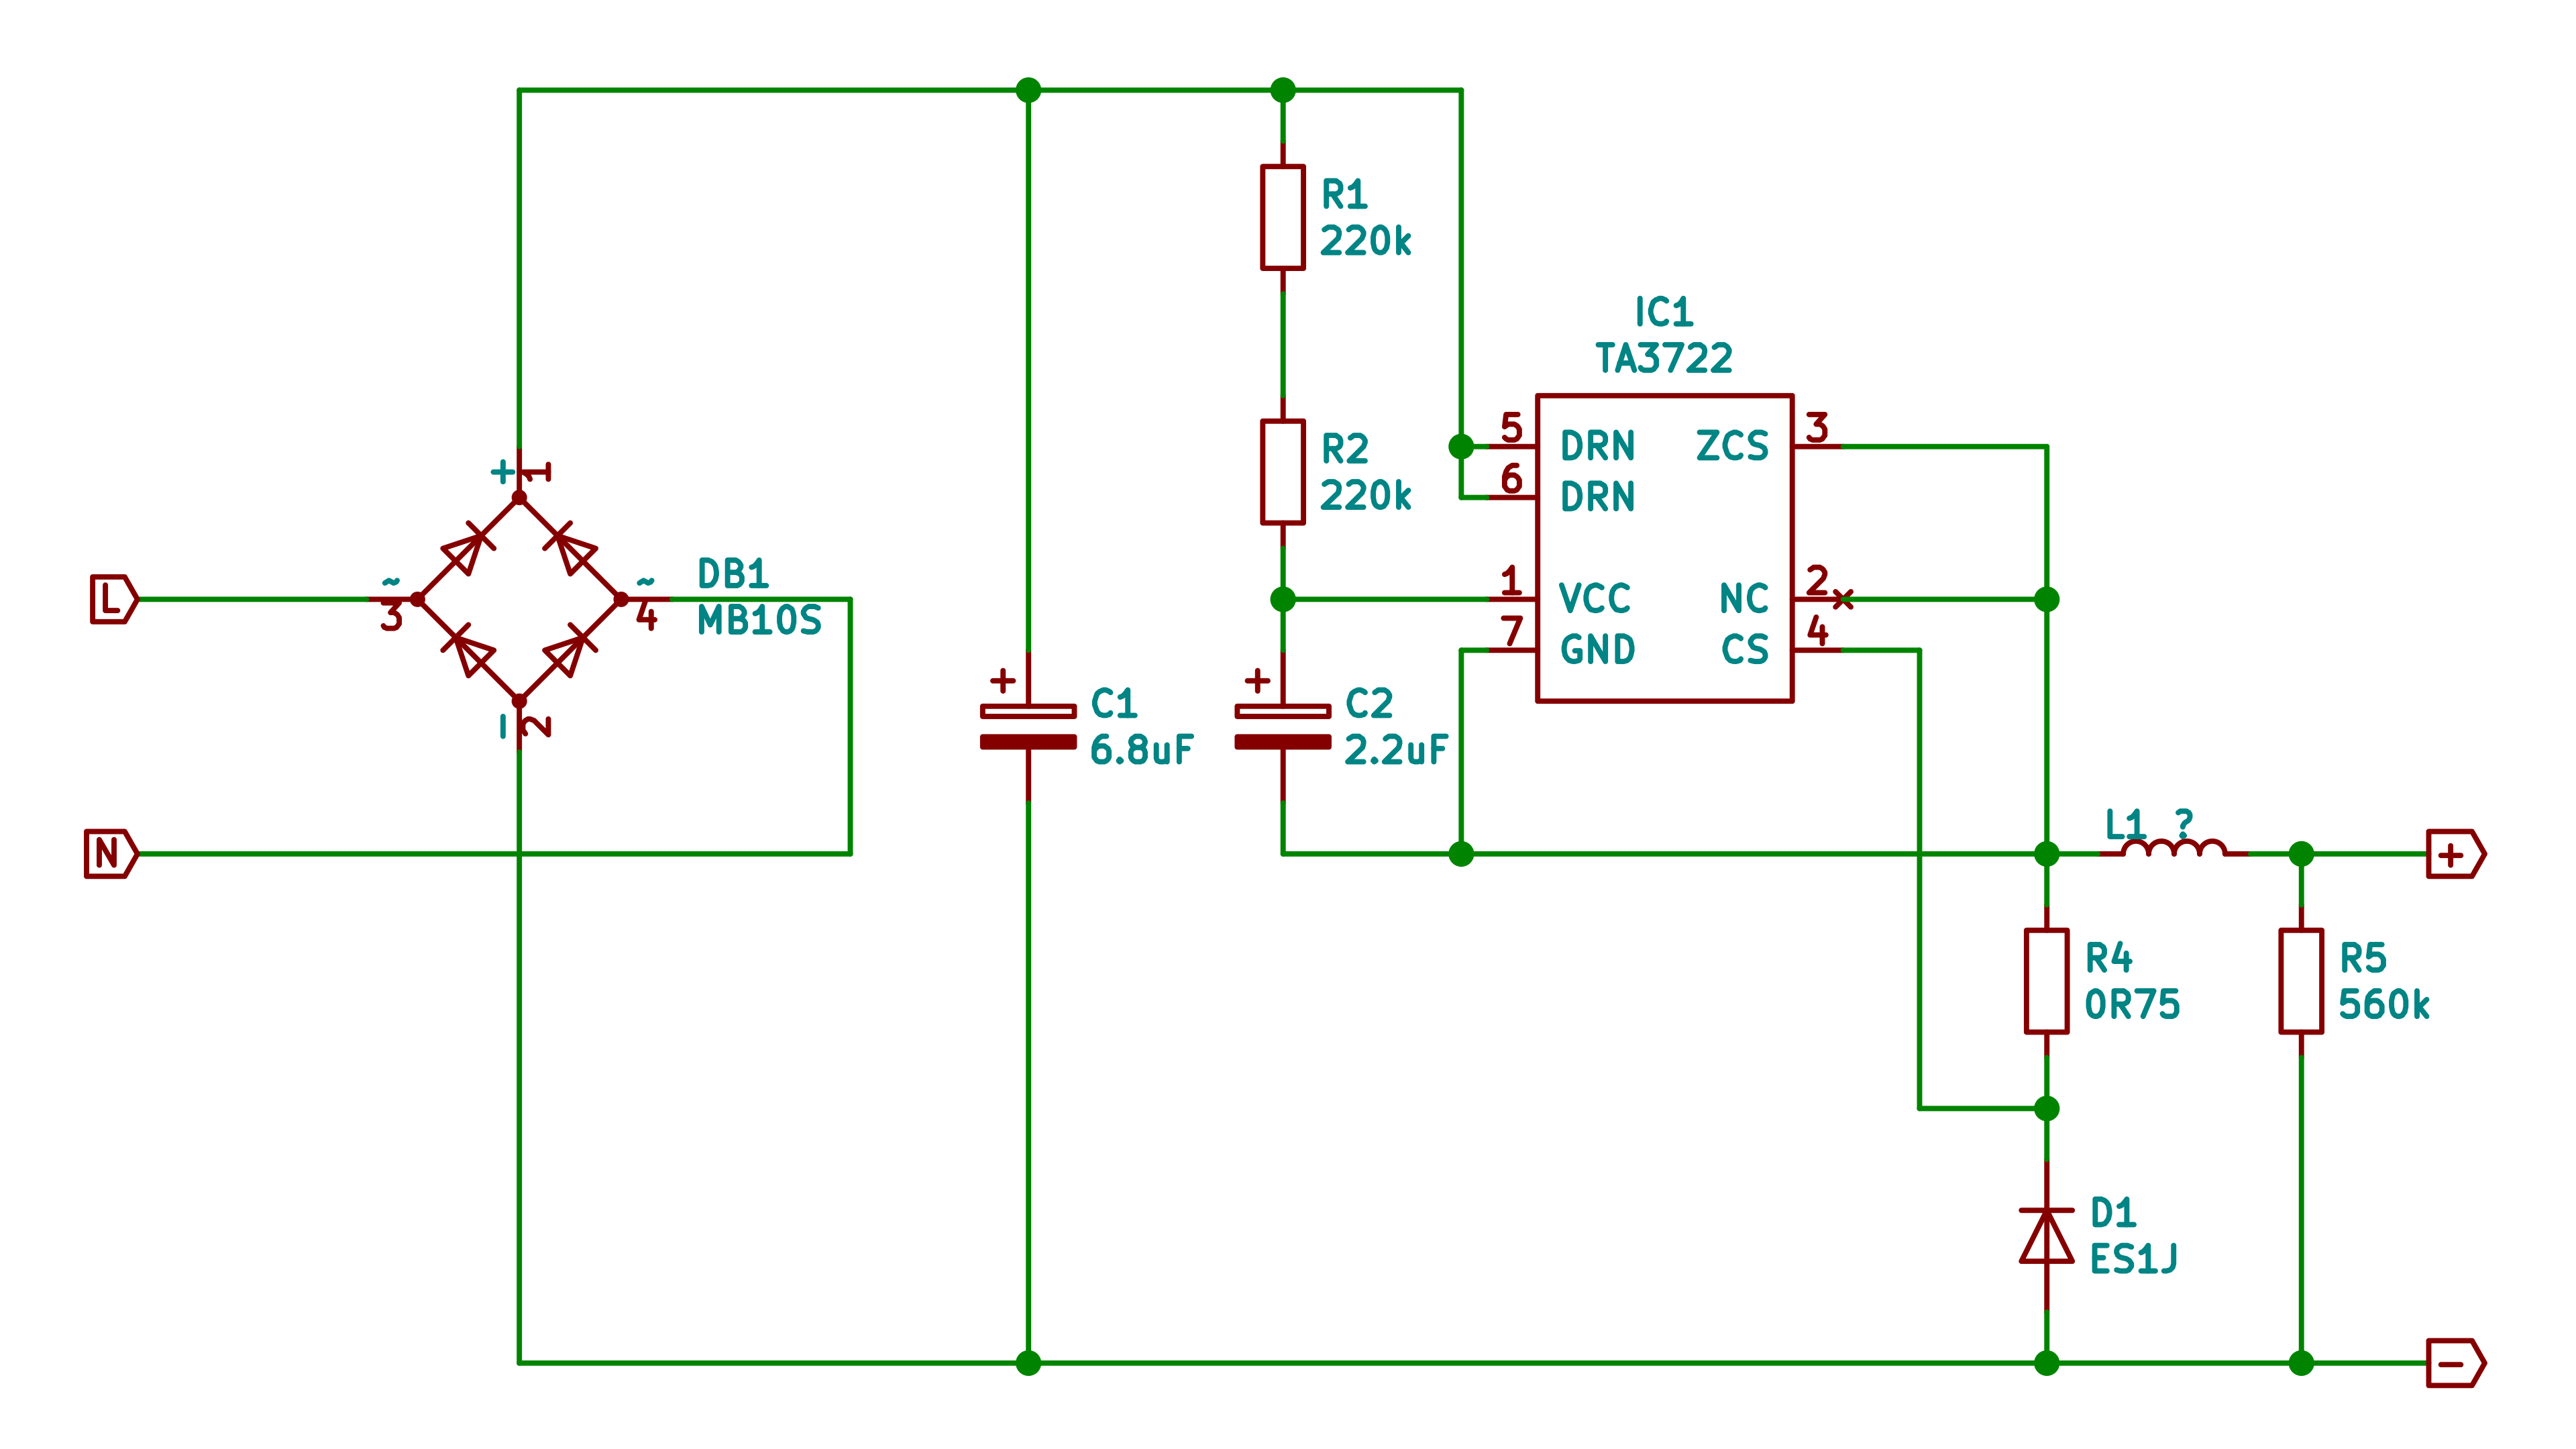 R1
220k
IC1
TA3722
R2
220k
5
DRN
ZCS
3
6
DRN
+
1
~
3
L
~
4
DB1
MB10S
1
VCC
NC
2
7
GND
CS
4
-
2
+
C1
6.8uF
+
C2
2.2uF
N
L1
?
+
R4
0R75
R5
560k
D1
ES1J
-